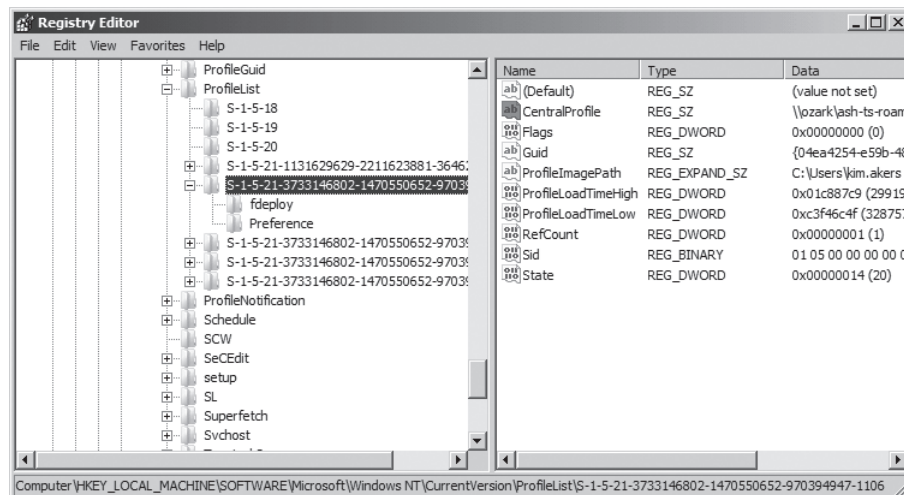 Registry Editor
File Edit View Favorites Help
ProfileGuid
ProfileList
S-1-5-18
S-1-5-19
S-1-5-20
S-1-5-21-1131629629-2211623881-3646
S-1-5-21-3733146802-1470550652-97039
fdeploy
Preference
S-1-5-21-3733146802-1470550652-97039
S-1-5-21-3733146802-1470550652-97039
S-1-5-21-3733146802-1470550652-97039
ProfileNotification
Schedule
SCW
SeCEdit
setup
SL
Superfetch
Svchost
Name Type Data
(Default) REG_SZ (value not set)
CentralProfile REG_SZ \\ozark\ash-ts-roam
Flags REG_DWORD 0x00000000 (0)
Guid REG_SZ {04ea4254-e59b-48
ProfileImagePath REG_EXPAND_SZ C:\Users\kim.akers
ProfileLoadTimeHigh REG_DWORD 0x01c887c9 (29919
ProfileLoadTimeLow REG_DWORD 0xc3f46c4f (328757
RefCount REG_DWORD 0x00000001 (1)
Sid REG_BINARY 01 05 00 00 00 00 0
State REG_DWORD 0x00000014 (20)
Computer\HKEY_LOCAL_MACHINE\SOFTWARE\Microsoft\Windows NT\CurrentVersion\ProfileList\S-1-5-21-3733146802-1470550652-970394947-1106